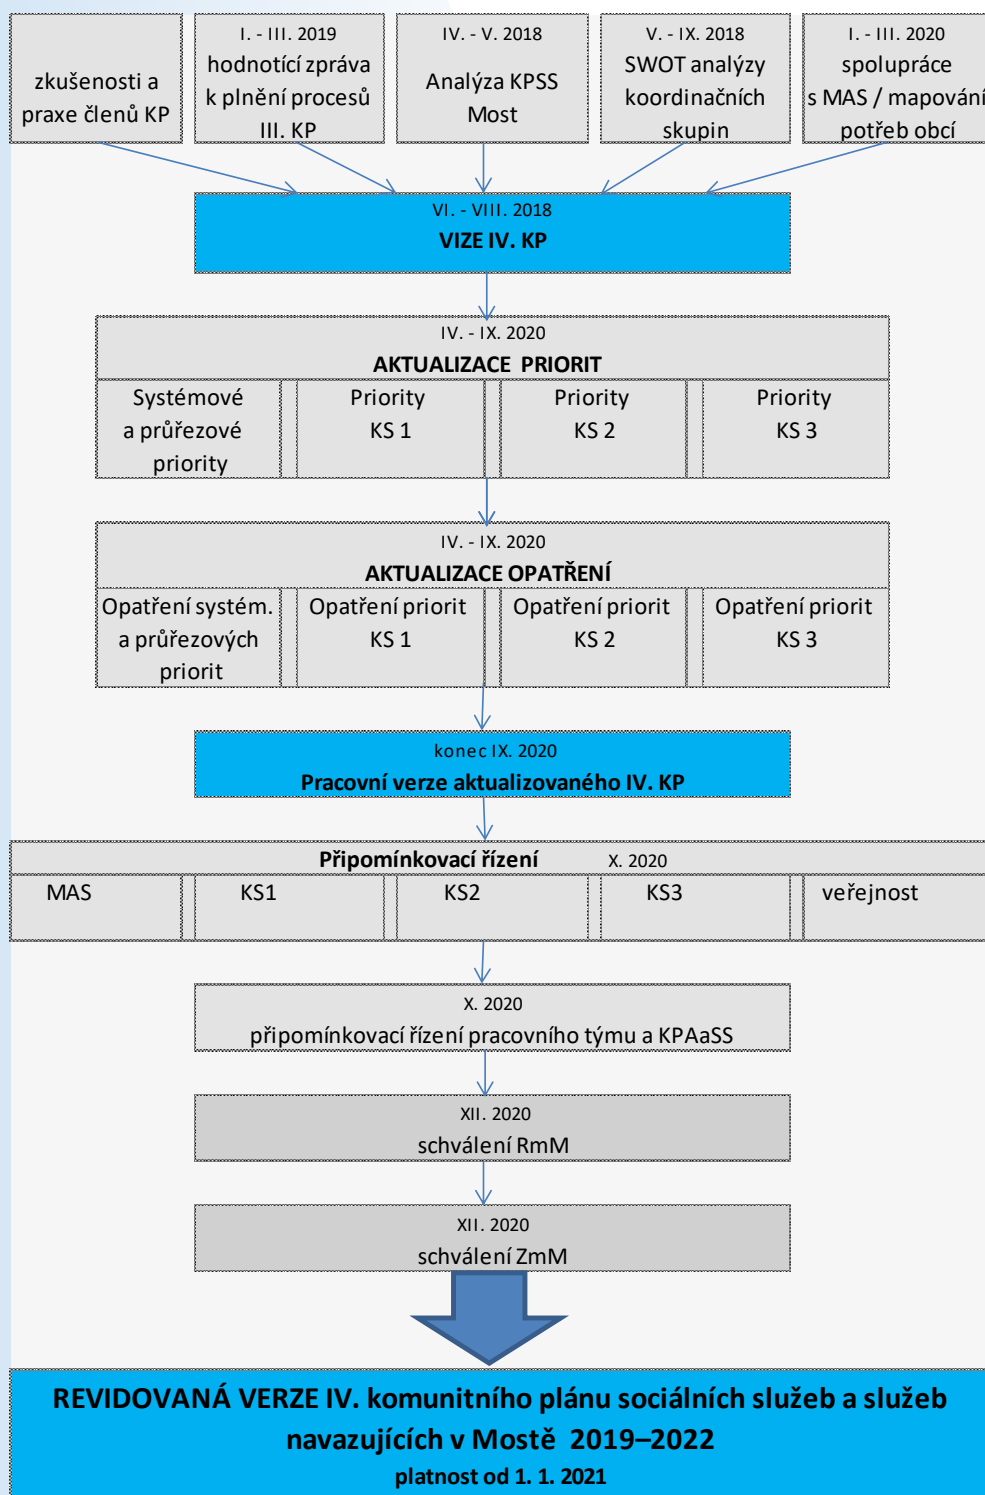 zkušenosti a
praxe členů KP
I. - III. 2019
hodnotící zpráva
k plnění procesů
III. KP
IV. - V. 2018
Analýza KPSS
Most
V. - IX. 2018
SWOT analýzy
koordinačních
skupin
I. - III. 2020
spolupráce
s MAS / mapování
potřeb obcí
VI. - VIII. 2018
VIZE IV. KP
IV. - IX. 2020
AKTUALIZACE PRIORIT
Systémové
a průřezové
priority
Priority
KS 1
Priority
KS 2
Priority
KS 3
IV. - IX. 2020
AKTUALIZACE OPATŘENÍ
Opatření systém.
a průřezových
priorit
Opatření priorit
KS 1
Opatření priorit
KS 2
Opatření priorit
KS 3
konec IX. 2020
Pracovní verze aktualizovaného IV. KP
Připomínkovací řízení X. 2020
MAS
KS1
KS2
KS3
veřejnost
X. 2020
připomínkovací řízení pracovního týmu a KPAaSS
XII. 2020
schválení RmM
XII. 2020
schválení ZmM
REVIDOVANÁ VERZE IV. komunitního plánu sociálních služeb a služeb
navazujících v Mostě 2019–2022
platnost od 1. 1. 2021